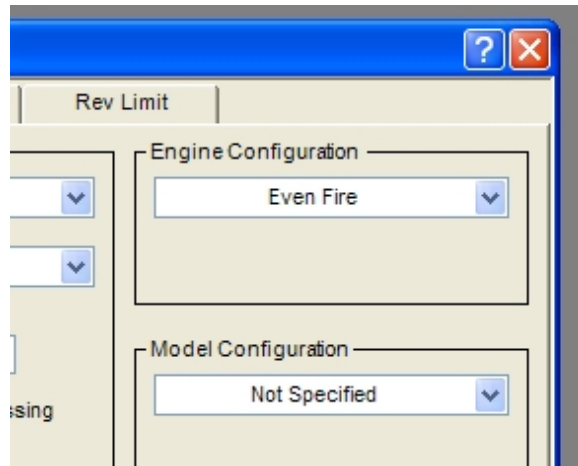 Rev Limit
Engine Configuration
Even Fire
Model Configuration
Not Specified
ssing